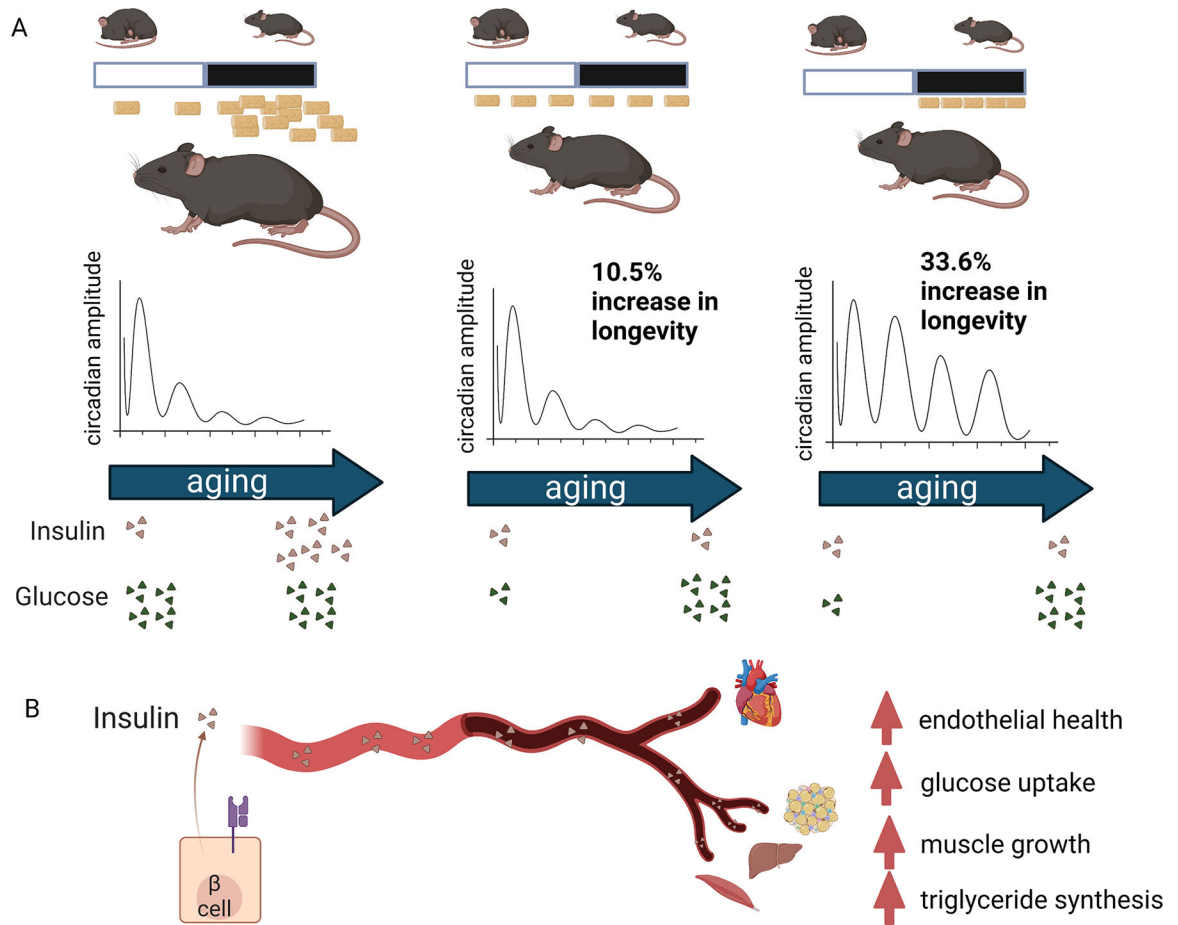 A
10.5%
increase in
longevity
33.6%
increase in
longevity
circadian amplitude
circadian amplitude
circadian amplitude
aging
aging
aging
Insulin
Glucose
B
Insulin
β
cell
endothelial health
glucose uptake
muscle growth
triglyceride synthesis